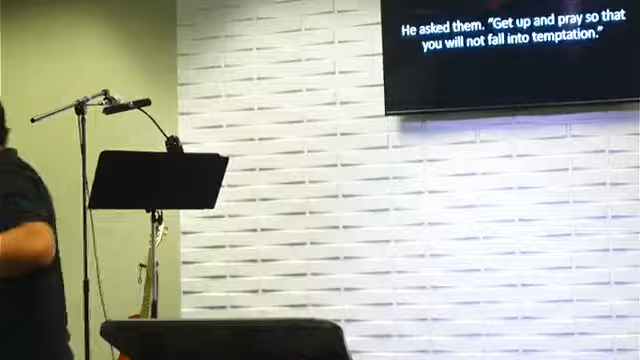 He asked them. "Get up and pray so that
you will not fall into temptation."